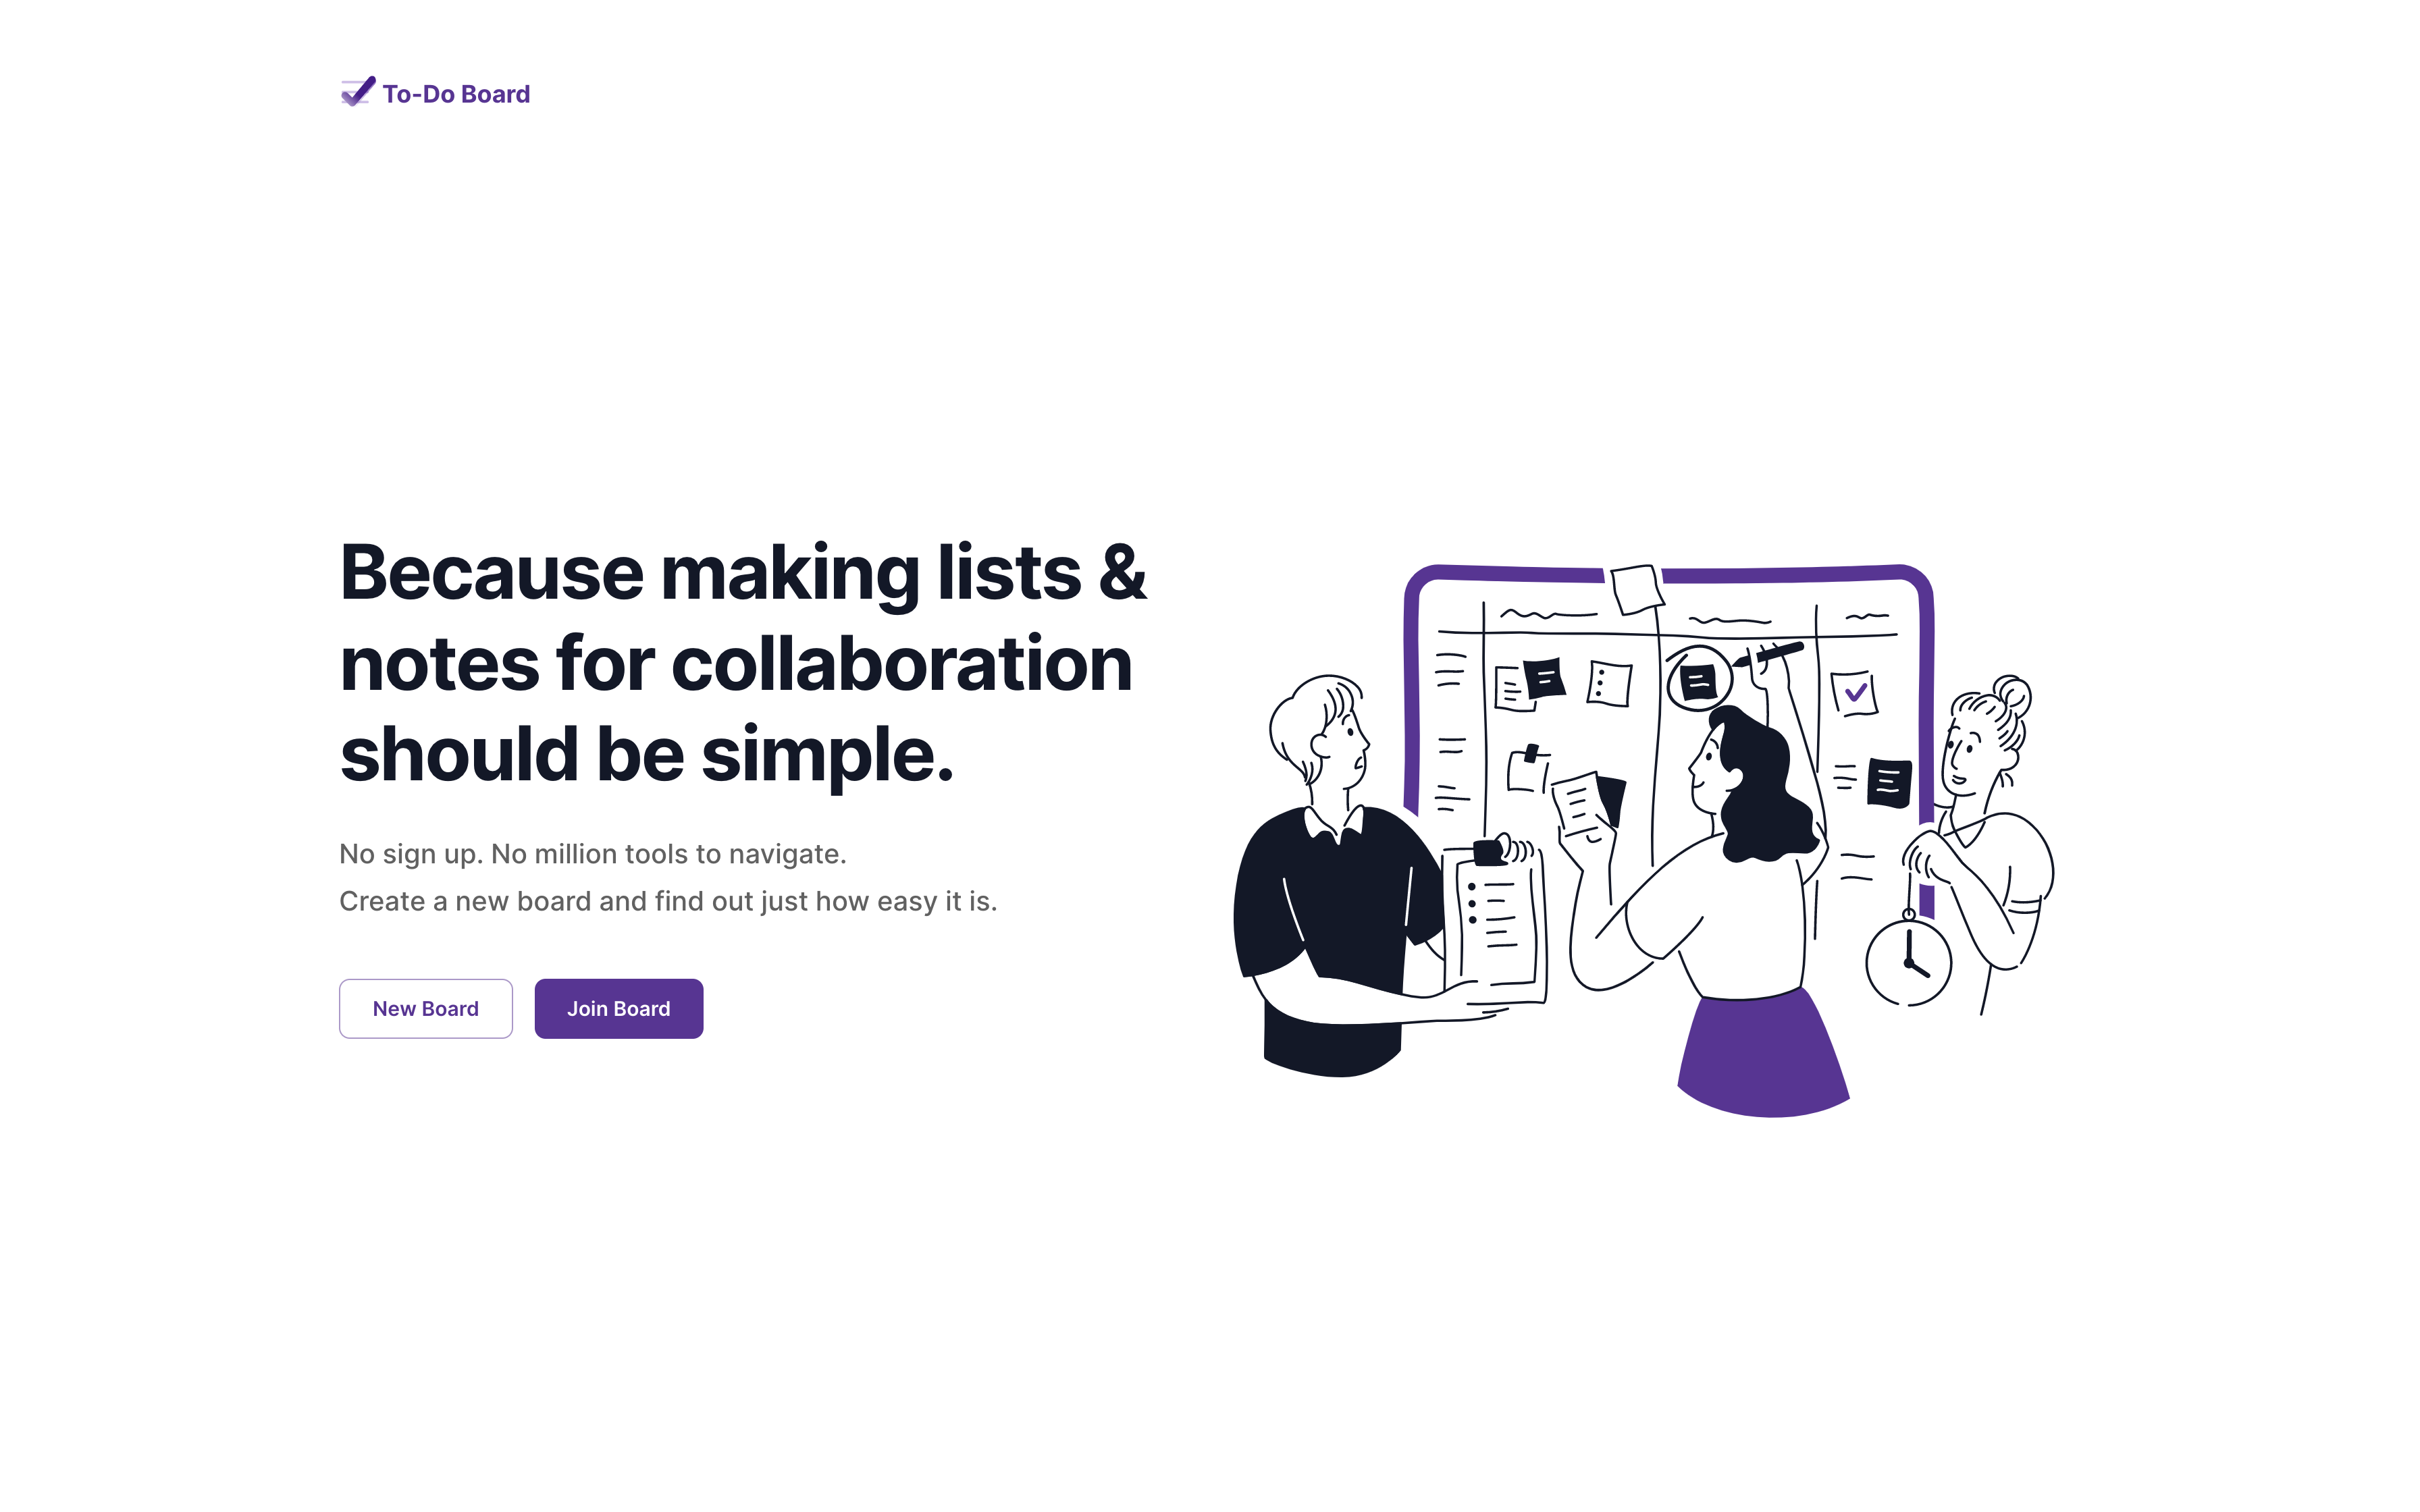 To-Do Board
Because making lists &
notes for collaboration
should be simple.
No sign up. No million tools to navigate.
Create a new board and find out just how easy it is.
New Board
Join Board